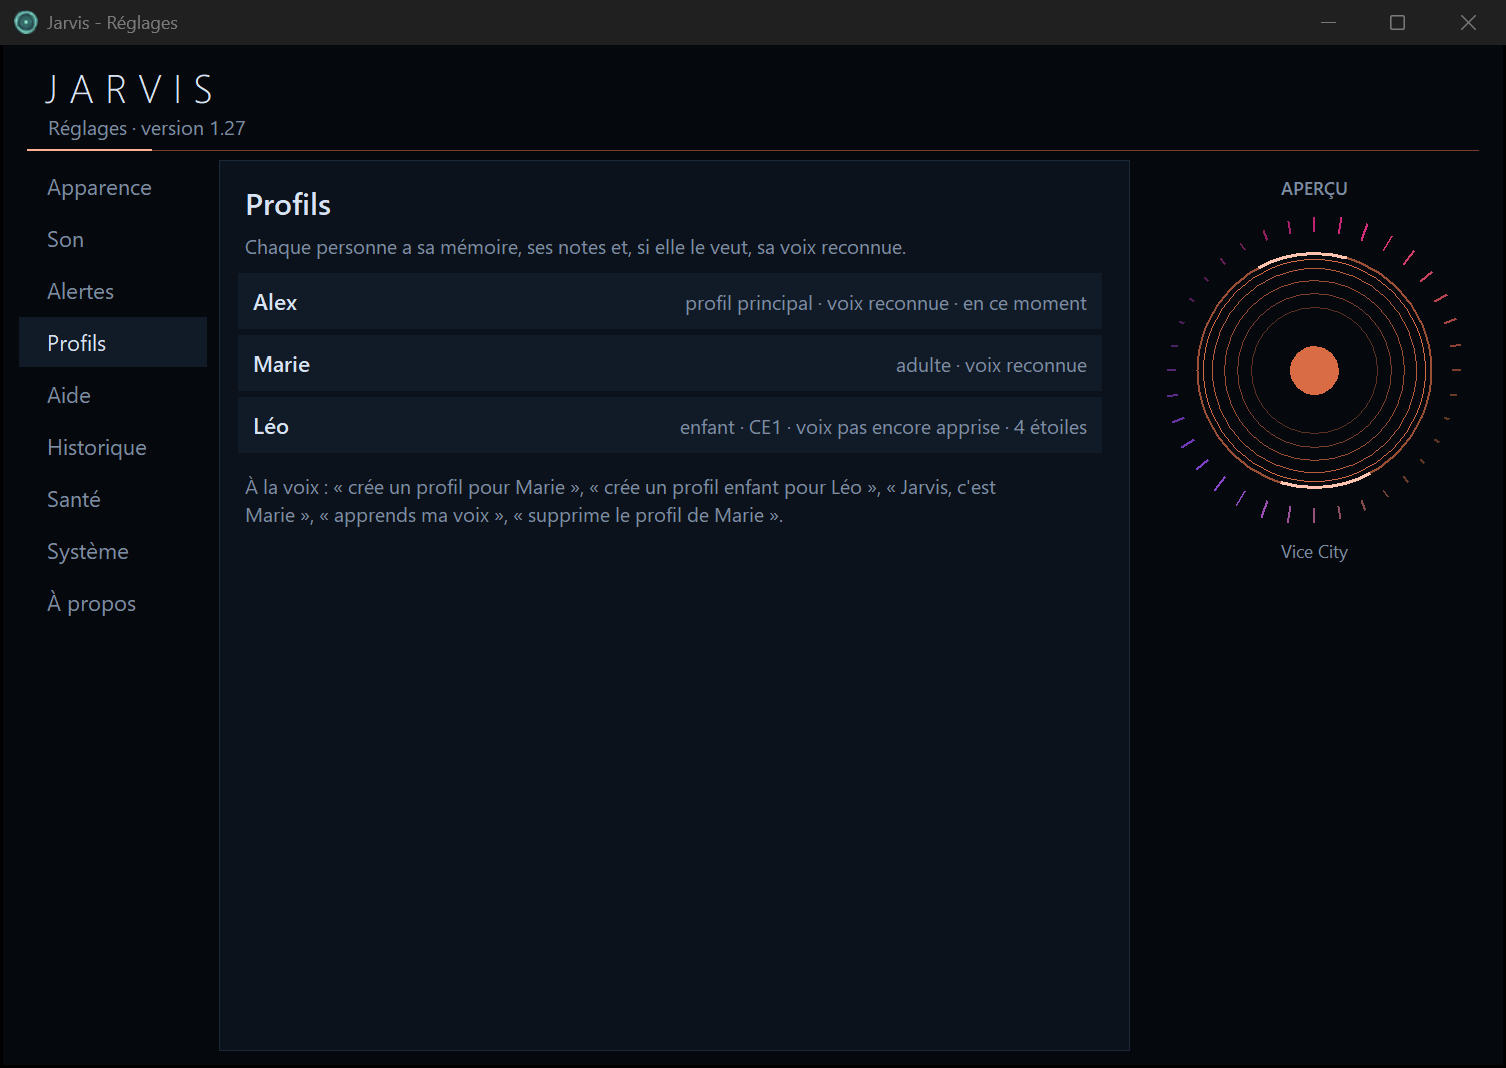 Jarvis - Réglages
JARVIS
Réglages · version 1.27
Apparence
Son
Alertes
Profils
Aide
Historique
Santé
Système
À propos
Profils
Chaque personne a sa mémoire, ses notes et, si elle le veut, sa voix reconnue.
Alex profil principal · voix reconnue · en ce moment
Marie adulte · voix reconnue
Léo enfant · CE1 · voix pas encore apprise · 4 étoiles
À la voix : « crée un profil pour Marie », « crée un profil enfant pour Léo », « Jarvis, c'est
Marie », « apprends ma voix », « supprime le profil de Marie ».
APERÇU
Vice City